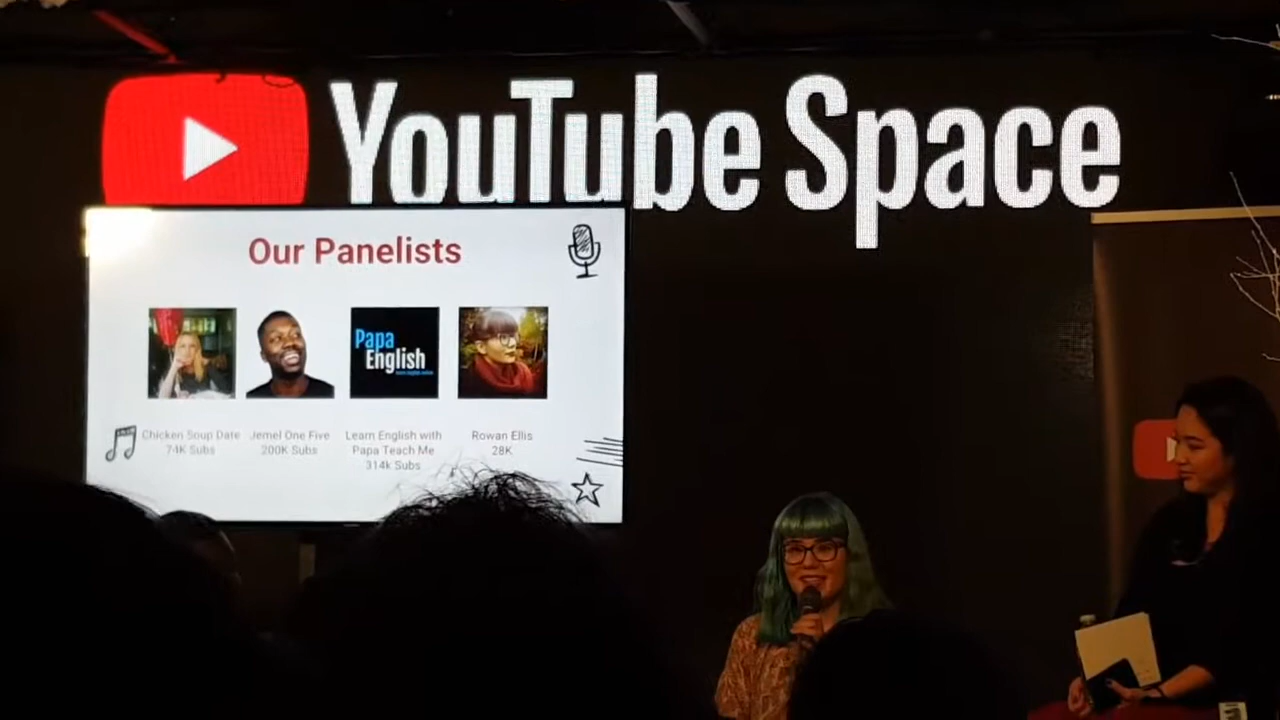 YouTube Space
Our Panelists
Papa
English
Chicken Soup Date
74K Subs
Jemel One Five
200K Subs
Learn English with
Papa Teach Me
314k Subs
Rowan Ellis
28K